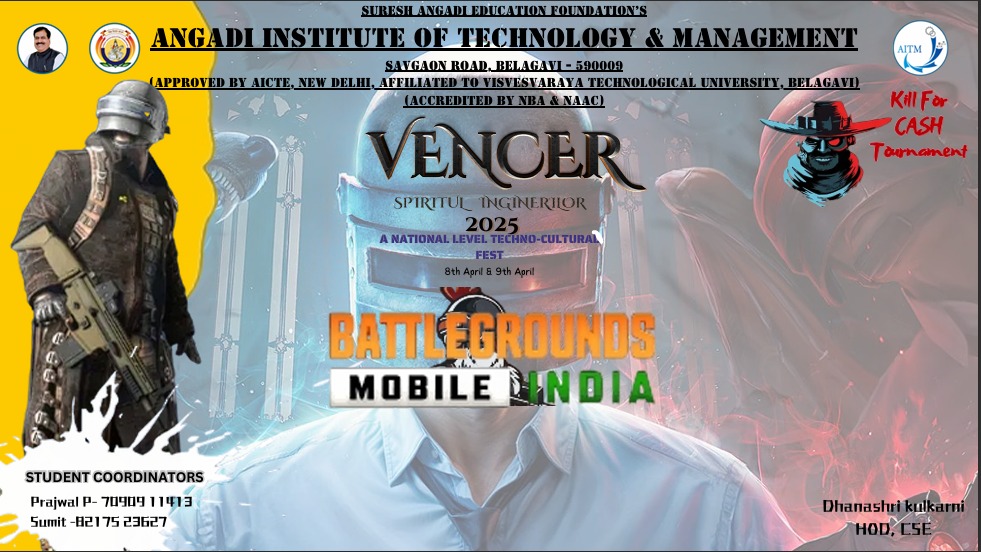 SURESH ANGADI EDUCATION FOUNDATION'S
ANGADI INSTITUTE OF TECHNOLOGY & MANAGEMENT
SAVGAON ROAD, BELAGAVI - 590009
(APPROVED BY AICTE, NEW DELHI, AFFILIATED TO VISVESVARAYA TECHNOLOGICAL UNIVERSITY, BELAGAVI)
(ACCREDITED BY NBA & NAAC)
AITM
Kill For
CASH
Tournament
VENCER
SPIRITUL INGINERILOR
2025
A NATIONAL LEVEL TECHNO-CULTURAL
FEST
8th April & 9th April
BATTLEGROUNDS
MOBILE INDIA
STUDENT COORDINATORS
Prajwal P- 70909 11413
Sumit -82175 23627
Dhanashri kulkarni
HOD, CSE